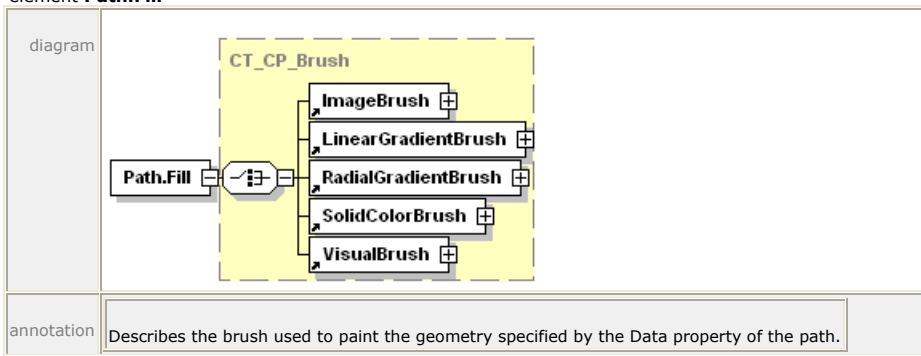 element Path.Fill
diagram
CT_CP_Brush
ImageBrush
LinearGradientBrush
Path.Fill
RadialGradientBrush
SolidColorBrush
VisualBrush
annotation
Describes the brush used to paint the geometry specified by the Data property of the path.